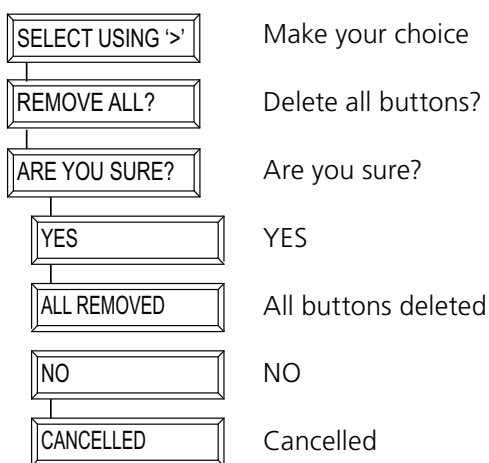 SELECT USING ‘>’ Make your choice
REMOVE ALL? Delete all buttons?
ARE YOU SURE? Are you sure?
YES YES
ALL REMOVED All buttons deleted
NO NO
CANCELLED Cancelled